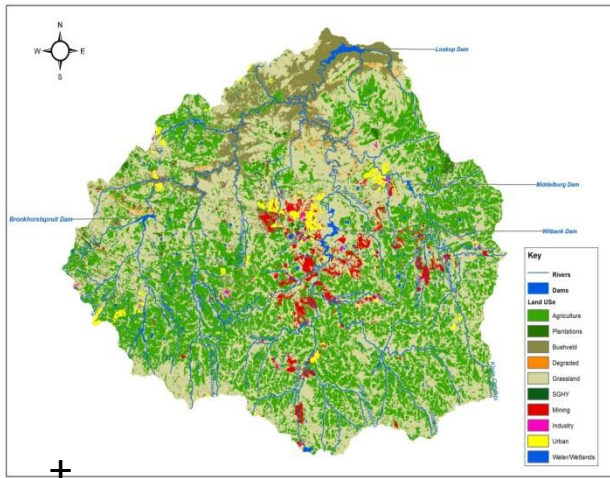 N
W E
S
Loskop Dam
Middelburg Dam
Bronkhorstspruit Dam
Witbank Dam
Key
Rivers
Dams
Land USe
Agriculture
Plantations
Bushveld
Degraded
Grassland
SGHY
Mining
Industry
Urban
Water/Wetlands